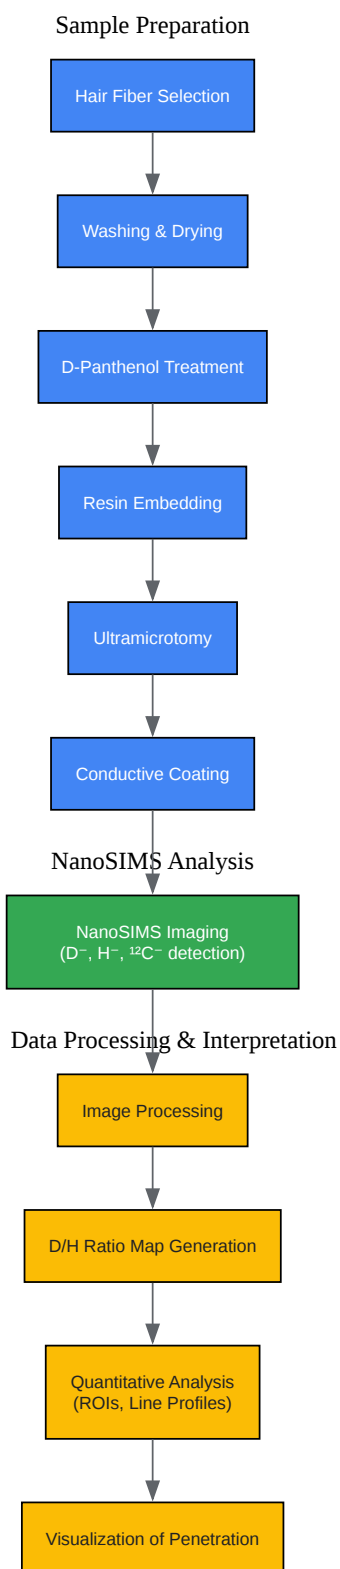 Sample Preparation
Hair Fiber Selection
Washing & Drying
D-Panthenol Treatment
Resin Embedding
Ultramicrotomy
Conductive Coating
NanoSIMS Analysis
NanoSIMS Imaging
(D⁻, H⁻, ¹²C⁻ detection)
Data Processing & Interpretation
Image Processing
D/H Ratio Map Generation
Quantitative Analysis
(ROIs, Line Profiles)
Visualization of Penetration